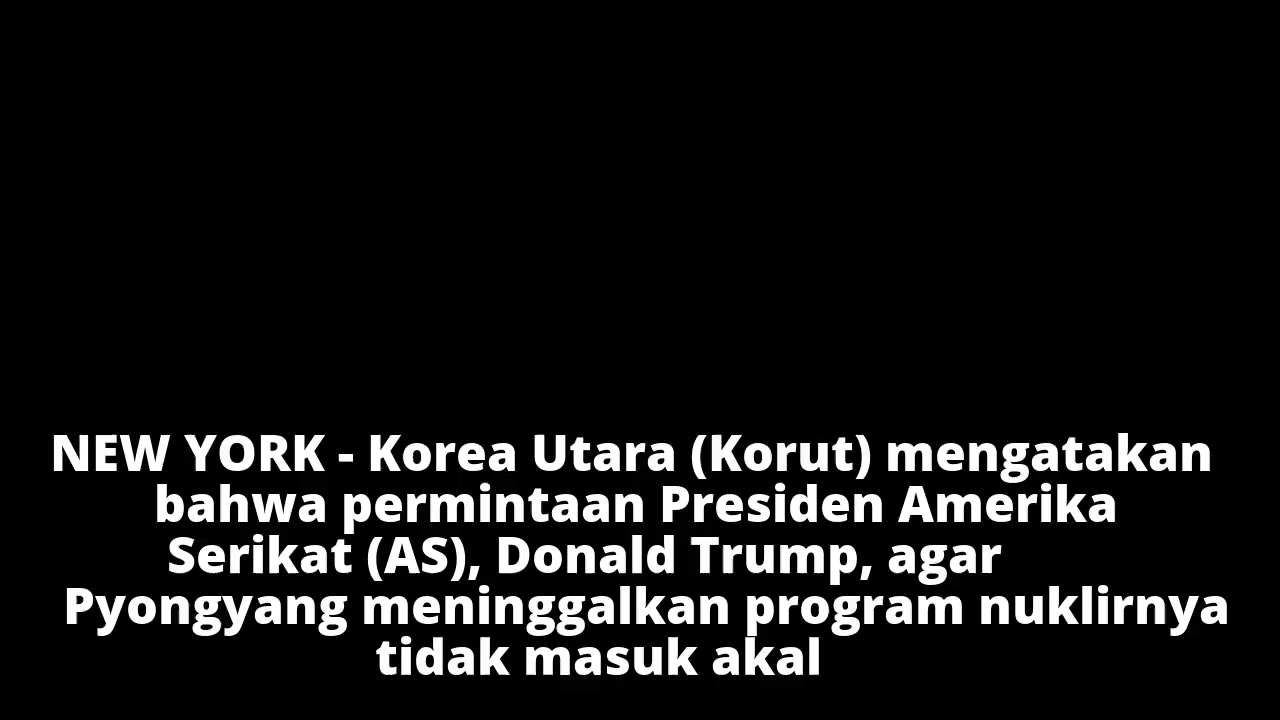 NEW YORK - Korea Utara (Korut) mengatakan
bahwa permintaan Presiden Amerika
Serikat (AS), Donald Trump, agar
Pyongyang meninggalkan program nuklirnya
tidak masuk akal